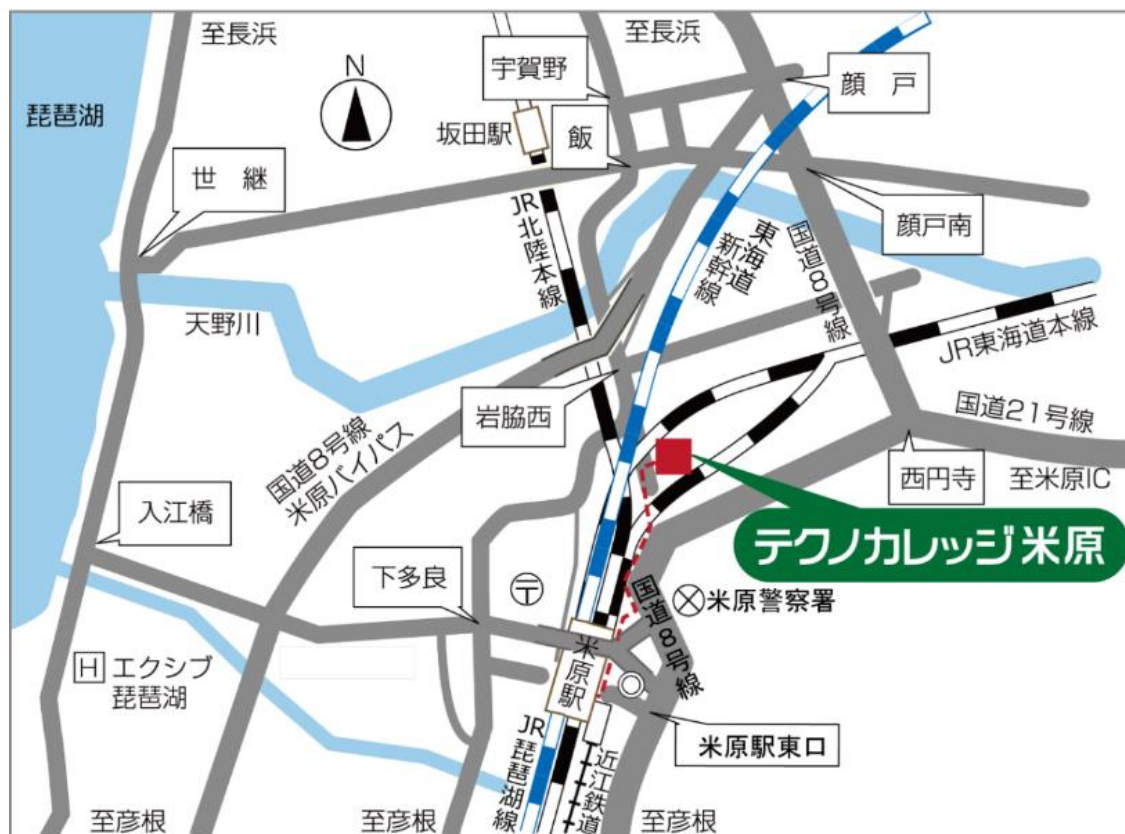 至長浜
至長浜
N
宇賀野
顔 戸
琵琶湖
坂田駅
飯
世 継
顔戸南
JR北陸本線
東海道
新幹線
国道8号線
天野川
JR東海道本線
岩脇西
国道21号線
国道8号線
米原バイパス
西円寺
至米原IC
入江橋
テクノカレッジ米原
下多良
〒
米原警察署
国道8号線
米原駅
H エクシブ
琵琶湖
米原駅東口
JR琵琶湖線
近江鉄道
至彦根
至彦根
至彦根